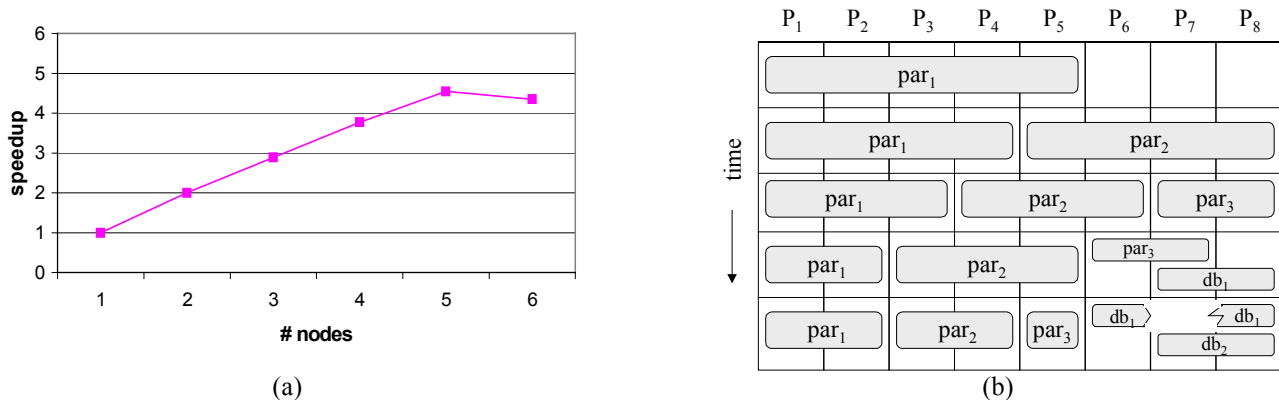 6
5
4
3
2
1
0
speedup
1 2 3 4 5 6
# nodes
(a)
P1 P2 P3 P4 P5 P6 P7 P8
time
par1
par1 par2
par1 par2 par3
par1 par2 par3
db1
par1 par2 par3 db1 db1
db2
(b)